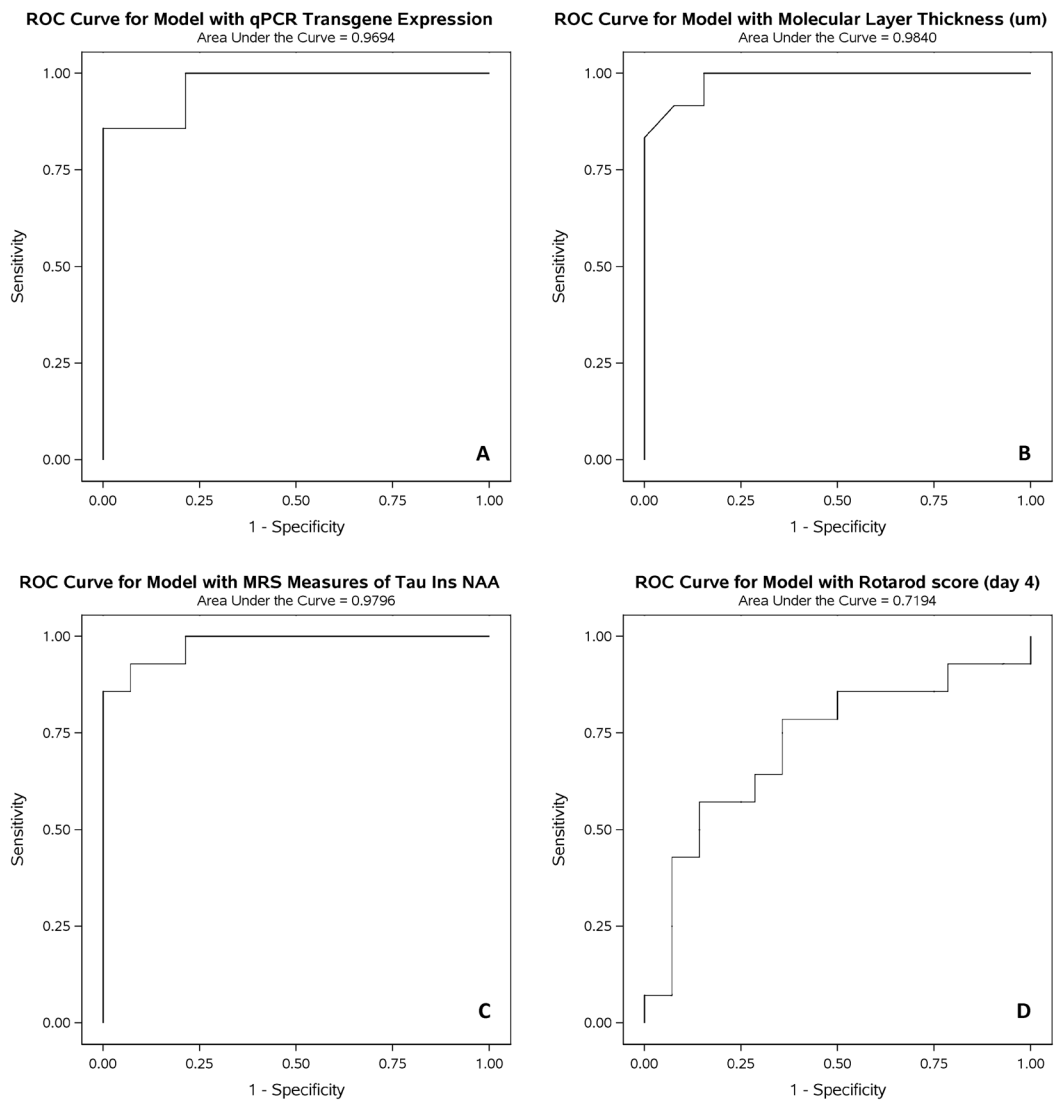 ROC Curve for Model with qPCR Transgene Expression
Area Under the Curve = 0.9694
1.00
0.75
0.50
0.25
0.00
Sensitivity
A
0.00 0.25 0.50 0.75 1.00
1 - Specificity
ROC Curve for Model with Molecular Layer Thickness (um)
Area Under the Curve = 0.9840
1.00
0.75
0.50
0.25
0.00
Sensitivity
B
0.00 0.25 0.50 0.75 1.00
1 - Specificity
ROC Curve for Model with MRS Measures of Tau Ins NAA
Area Under the Curve = 0.9796
1.00
0.75
0.50
0.25
0.00
Sensitivity
C
0.00 0.25 0.50 0.75 1.00
1 - Specificity
ROC Curve for Model with Rotarod score (day 4)
Area Under the Curve = 0.7194
1.00
0.75
0.50
0.25
0.00
Sensitivity
D
0.00 0.25 0.50 0.75 1.00
1 - Specificity